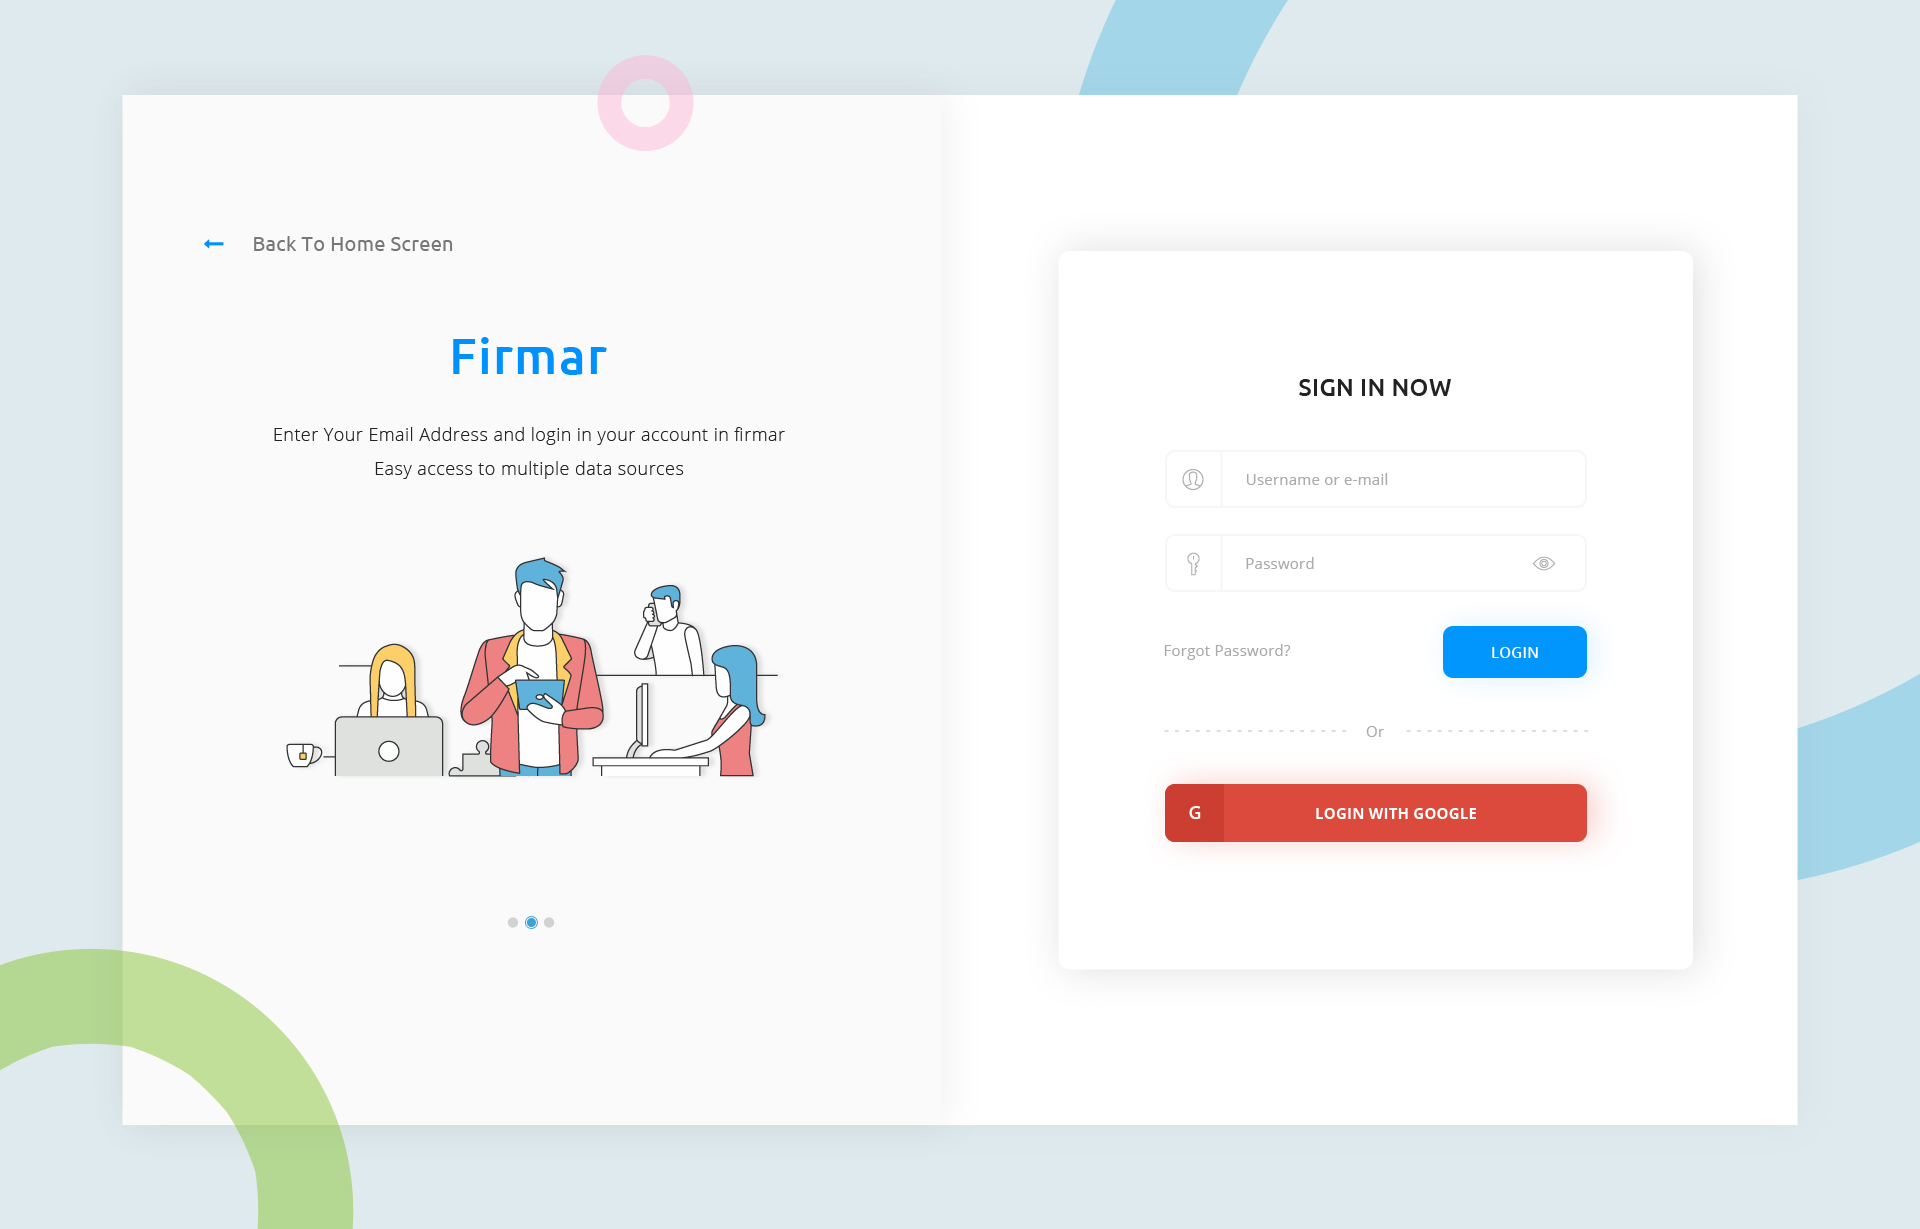 Back To Home Screen
Firmar
Enter Your Email Address and login in your account in firmar
Easy access to multiple data sources
SIGN IN NOW
Username or e-mail
Password
Forgot Password?
LOGIN
Or
G
LOGIN WITH GOOGLE